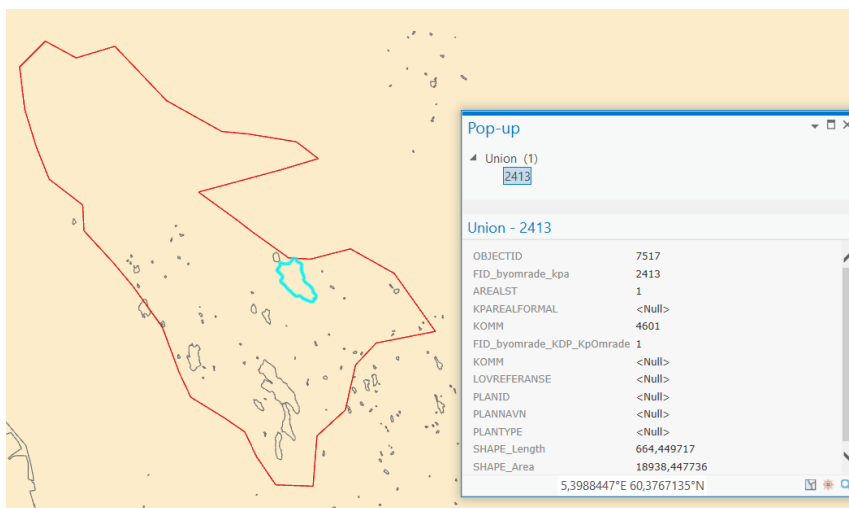 Pop-up
Union (1)
2413
Union - 2413
OBJECTID 7517
FID_byomrade_kpa 2413
AREALST 1
KPAREALFORMAL <Null>
KOMM 4601
FID_byomrade_KDP_KpOmrade 1
KOMM <Null>
LOVREFERANSE <Null>
PLANID <Null>
PLANNAVN <Null>
PLANTYPE <Null>
SHAPE_Length 664,449717
SHAPE_Area 18938,447736
5,3988447°E 60,3767135°N